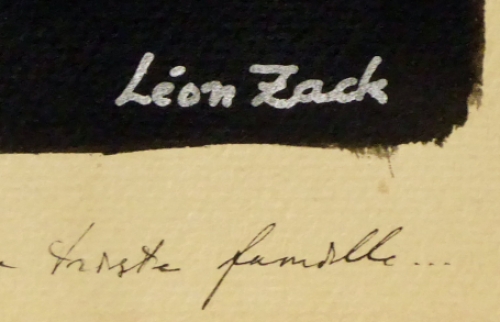 Léon Zack
triste famille...